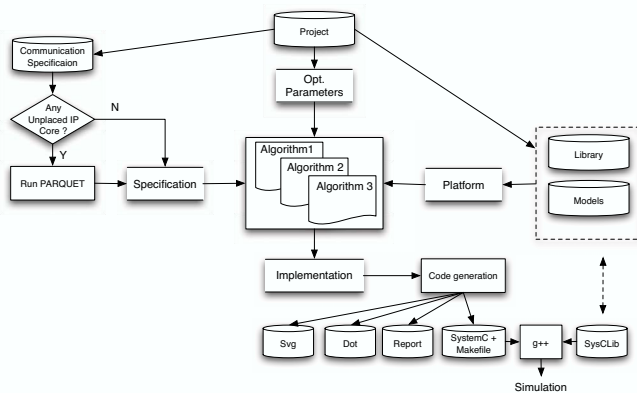 Project
Communication
Specificaion
Opt.
Parameters
Any
Unplaced IP
Core ?
N
Y
Run PARQUET
Specification
Algorithm1
Algorithm 2
Algorithm 3
Platform
Library
Models
Implementation
Code generation
Svg
Dot
Report
SystemC +
Makefile
g++
SysCLib
Simulation